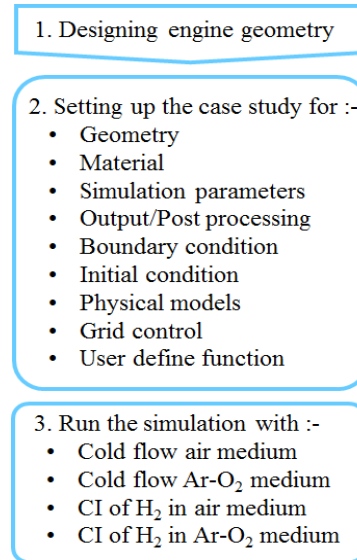 1. Designing engine geometry
2. Setting up the case study for :-
• Geometry
• Material
• Simulation parameters
• Output/Post processing
• Boundary condition
• Initial condition
• Physical models
• Grid control
• User define function
3. Run the simulation with :-
• Cold flow air medium
• Cold flow Ar-O₂ medium
• CI of H₂ in air medium
• CI of H₂ in Ar-O₂ medium